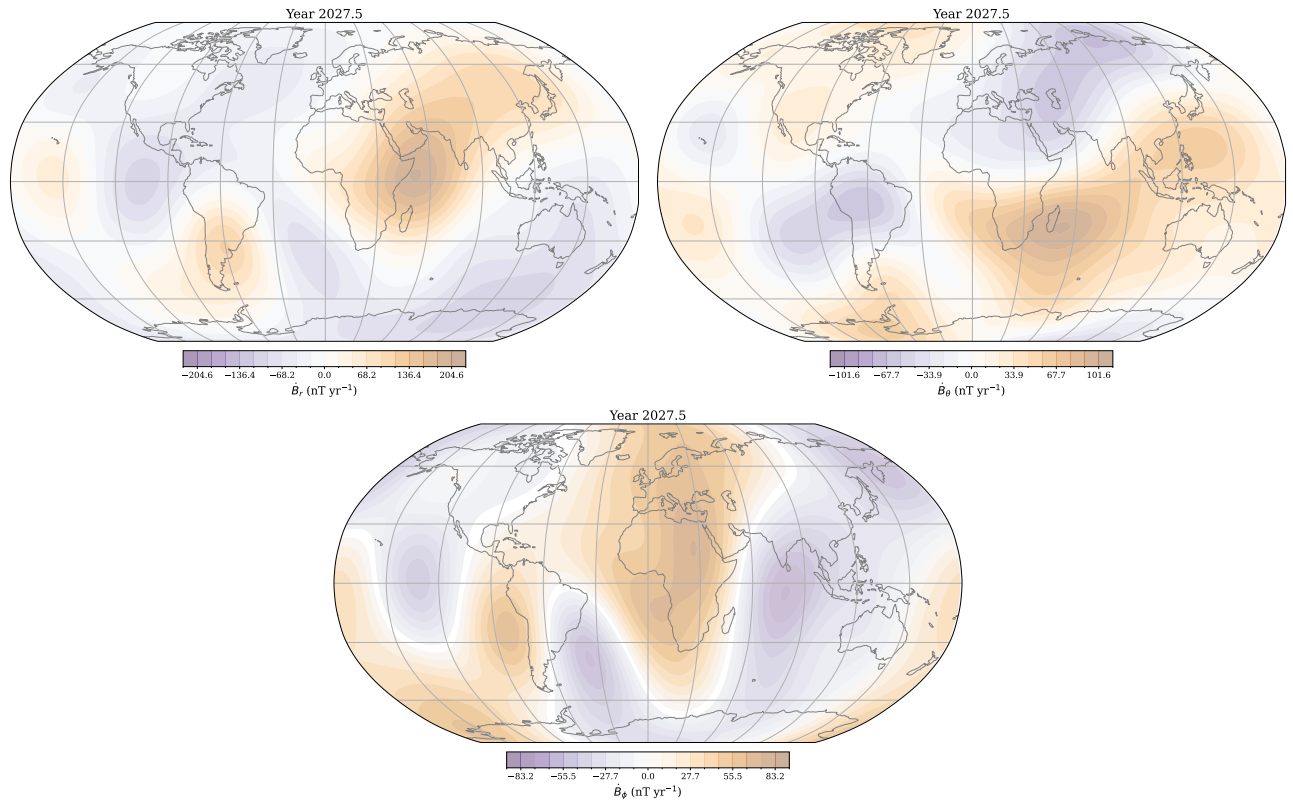 Year 2027.5
−204.6 −136.4 −68.2 0.0 68.2 136.4 204.6
Ḃr (nT yr⁻¹)
Year 2027.5
−101.6 −67.7 −33.9 0.0 33.9 67.7 101.6
Ḃθ (nT yr⁻¹)
Year 2027.5
−83.2 −55.5 −27.7 0.0 27.7 55.5 83.2
Ḃϕ (nT yr⁻¹)